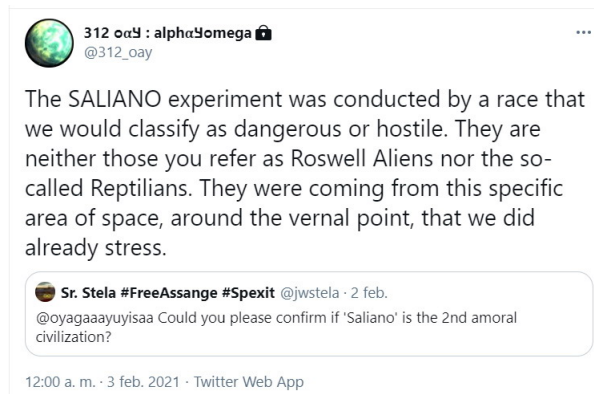 312 oαყ : alphαყomega 🔒
@312_oay
The SALIANO experiment was conducted by a race that
we would classify as dangerous or hostile. They are
neither those you refer as Roswell Aliens nor the so-
called Reptilians. They were coming from this specific
area of space, around the vernal point, that we did
already stress.
Sr. Stela #FreeAssange #Spexit @jwstela · 2 feb.
@oyagaaayuyisaa Could you please confirm if 'Saliano' is the 2nd amoral
civilization?
12:00 a. m. · 3 feb. 2021 · Twitter Web App